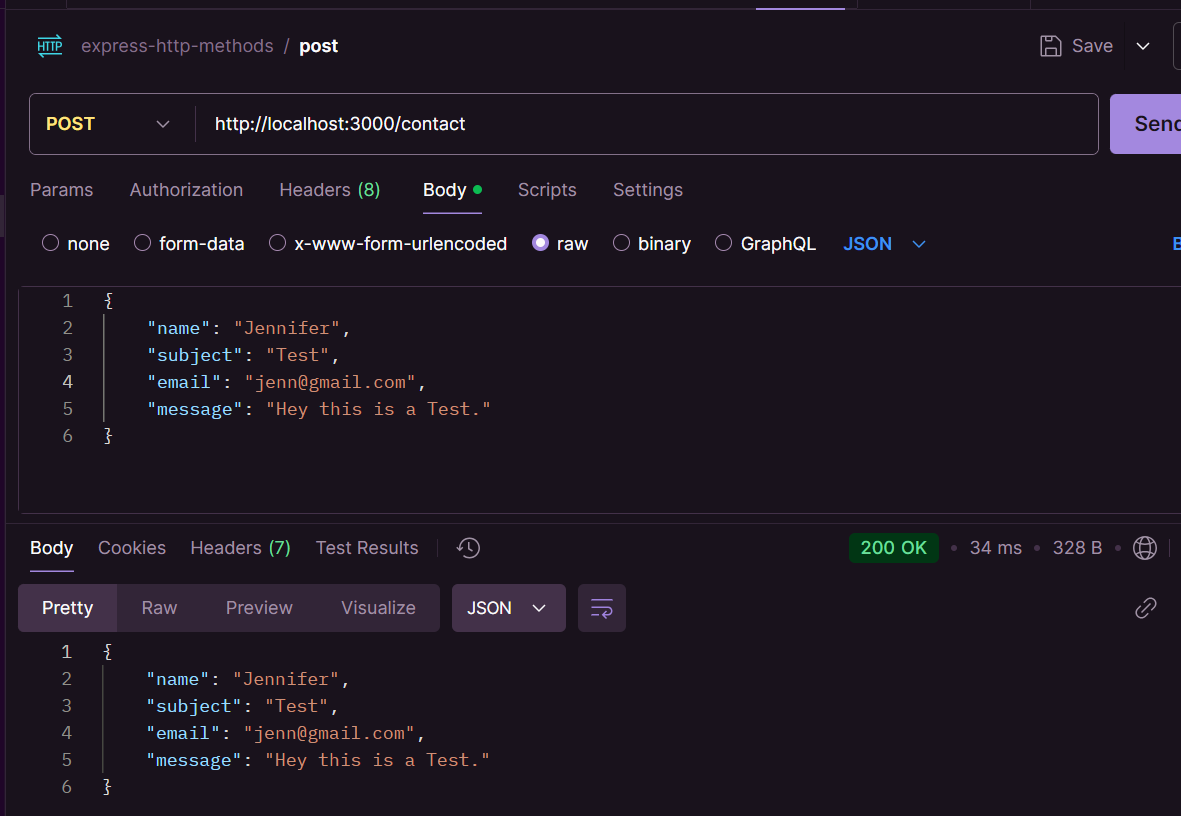 HTTP express-http-methods / post Save
POST http://localhost:3000/contact Send
Params Authorization Headers (8) Body Scripts Settings
none form-data x-www-form-urlencoded raw binary GraphQL JSON B
1 {
2 "name": "Jennifer",
3 "subject": "Test",
4 "email": "jenn@gmail.com",
5 "message": "Hey this is a Test."
6 }
Body Cookies Headers (7) Test Results 200 OK • 34 ms • 328 B •
Pretty Raw Preview Visualize JSON
1 {
2 "name": "Jennifer",
3 "subject": "Test",
4 "email": "jenn@gmail.com",
5 "message": "Hey this is a Test."
6 }